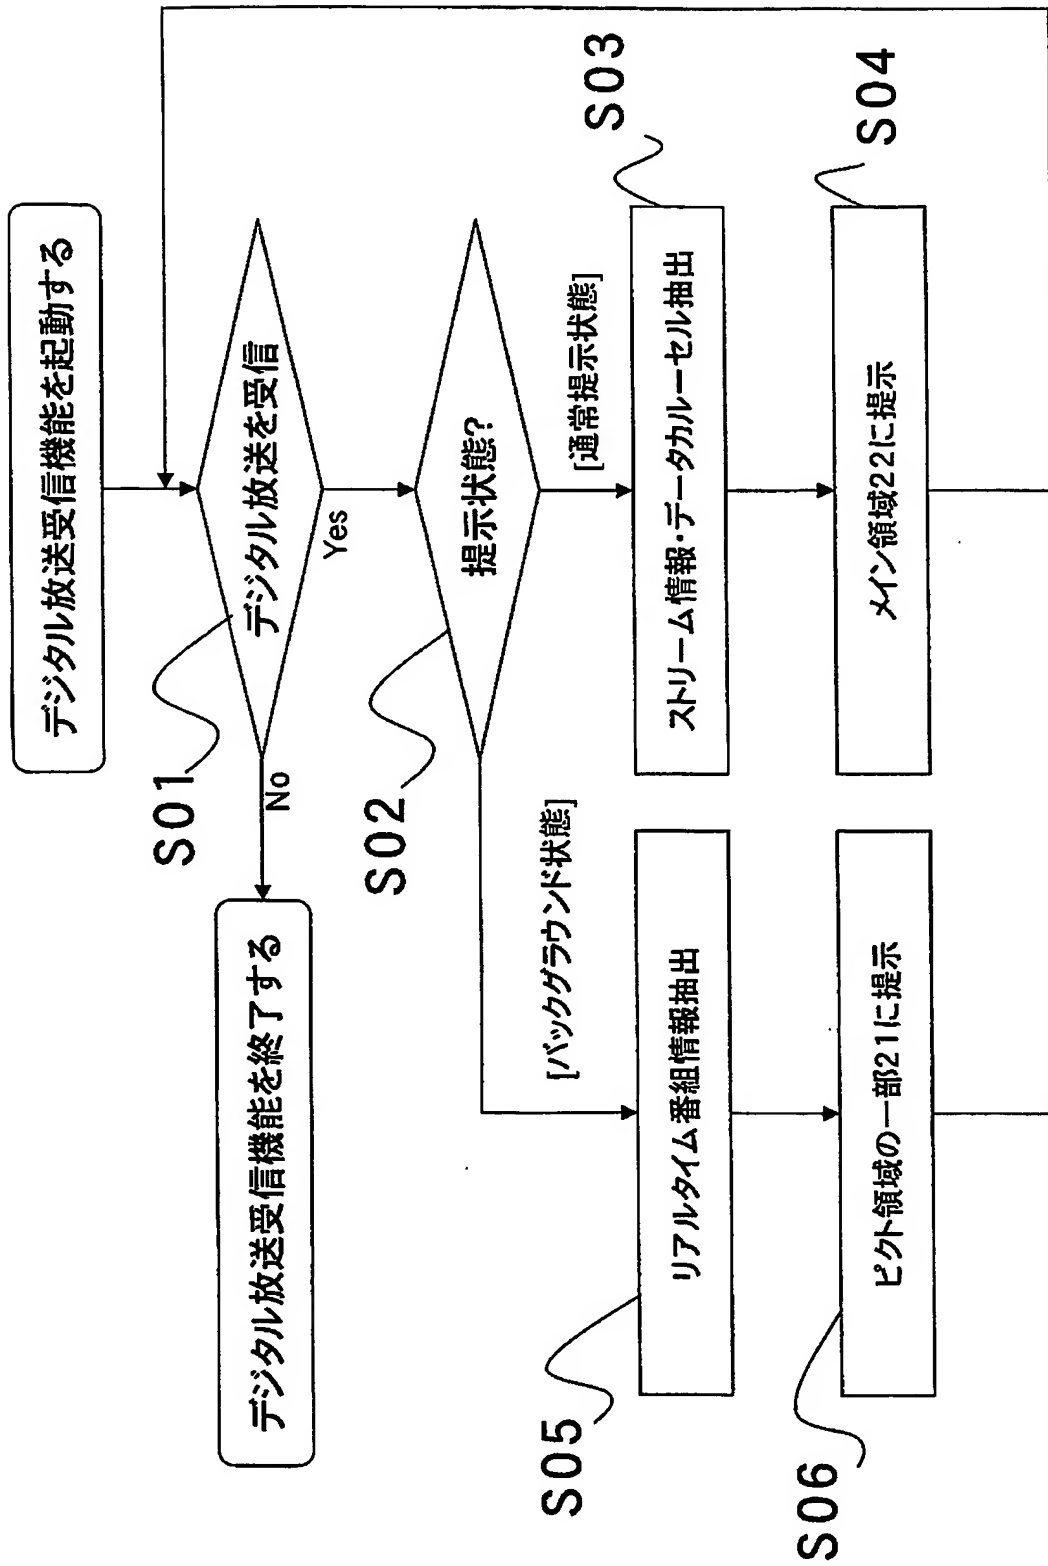 デジタル放送受信機能を起動する
S01
デジタル放送を受信
No
Yes
デジタル放送受信機能を終了する
S02
提示状態?
[通常提示状態]
[バックグラウンド状態]
S03
ストリーム情報・データカルーセル抽出
S04
メイン領域22に提示
S05
リアルタイム番組情報抽出
S06
ピクト領域の一部21に提示